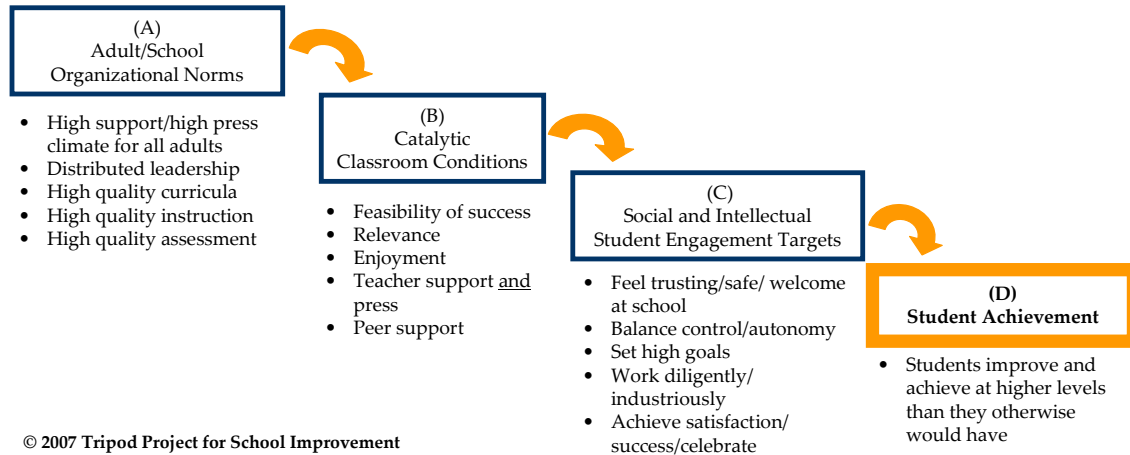 (A)
Adult/School
Organizational Norms
• High support/high press
climate for all adults
• Distributed leadership
• High quality curricula
• High quality instruction
• High quality assessment
(B)
Catalytic
Classroom Conditions
• Feasibility of success
• Relevance
• Enjoyment
• Teacher support and
press
• Peer support
(C)
Social and Intellectual
Student Engagement Targets
• Feel trusting/safe/ welcome
at school
• Balance control/autonomy
• Set high goals
• Work diligently/
industriously
• Achieve satisfaction/
success/celebrate
(D)
Student Achievement
• Students improve and
achieve at higher levels
than they otherwise
would have
© 2007 Tripod Project for School Improvement